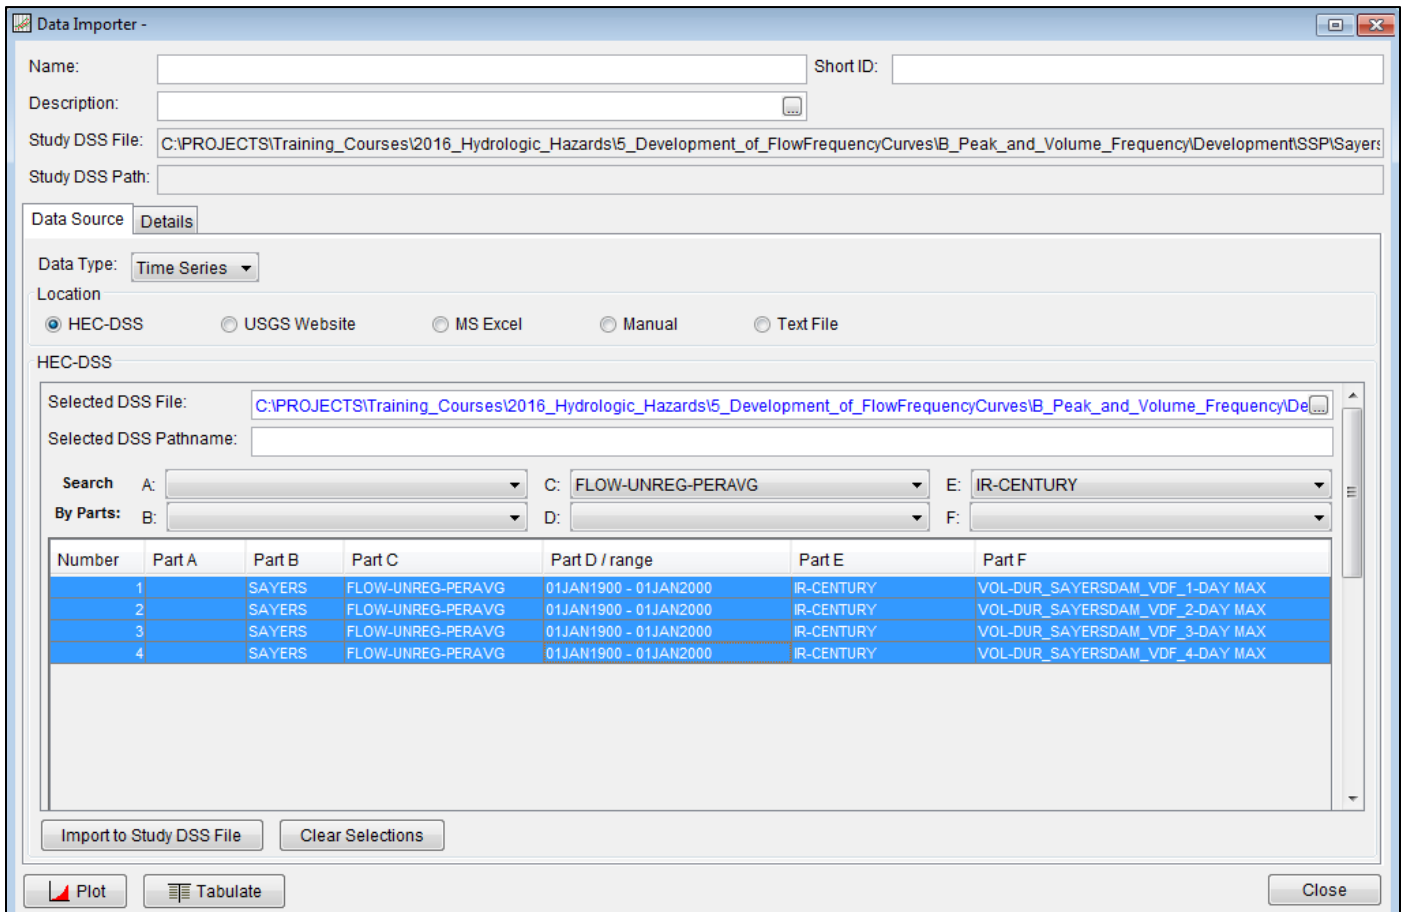 Data Importer -
Name:
Short ID:
Description:
...
Study DSS File: C:\PROJECTS\Training_Courses\2016_Hydrologic_Hazards\5_Development_of_FlowFrequencyCurves\B_Peak_and_Volume_Frequency\Development\SSP\Sayers
Study DSS Path:
Data Source Details
Data Type: Time Series
Location
HEC-DSS USGS Website MS Excel Manual Text File
HEC-DSS
Selected DSS File: C:\PROJECTS\Training_Courses\2016_Hydrologic_Hazards\5_Development_of_FlowFrequencyCurves\B_Peak_and_Volume_Frequency\De...
Selected DSS Pathname:
Search A: C: FLOW-UNREG-PERAVG E: IR-CENTURY
By Parts: B: D: F:
Number Part A Part B Part C Part D / range Part E Part F
1 SAYERS FLOW-UNREG-PERAVG 01JAN1900 - 01JAN2000 IR-CENTURY VOL-DUR_SAYERSDAM_VDF_1-DAY MAX
2 SAYERS FLOW-UNREG-PERAVG 01JAN1900 - 01JAN2000 IR-CENTURY VOL-DUR_SAYERSDAM_VDF_2-DAY MAX
3 SAYERS FLOW-UNREG-PERAVG 01JAN1900 - 01JAN2000 IR-CENTURY VOL-DUR_SAYERSDAM_VDF_3-DAY MAX
4 SAYERS FLOW-UNREG-PERAVG 01JAN1900 - 01JAN2000 IR-CENTURY VOL-DUR_SAYERSDAM_VDF_4-DAY MAX
Import to Study DSS File Clear Selections
Plot Tabulate Close